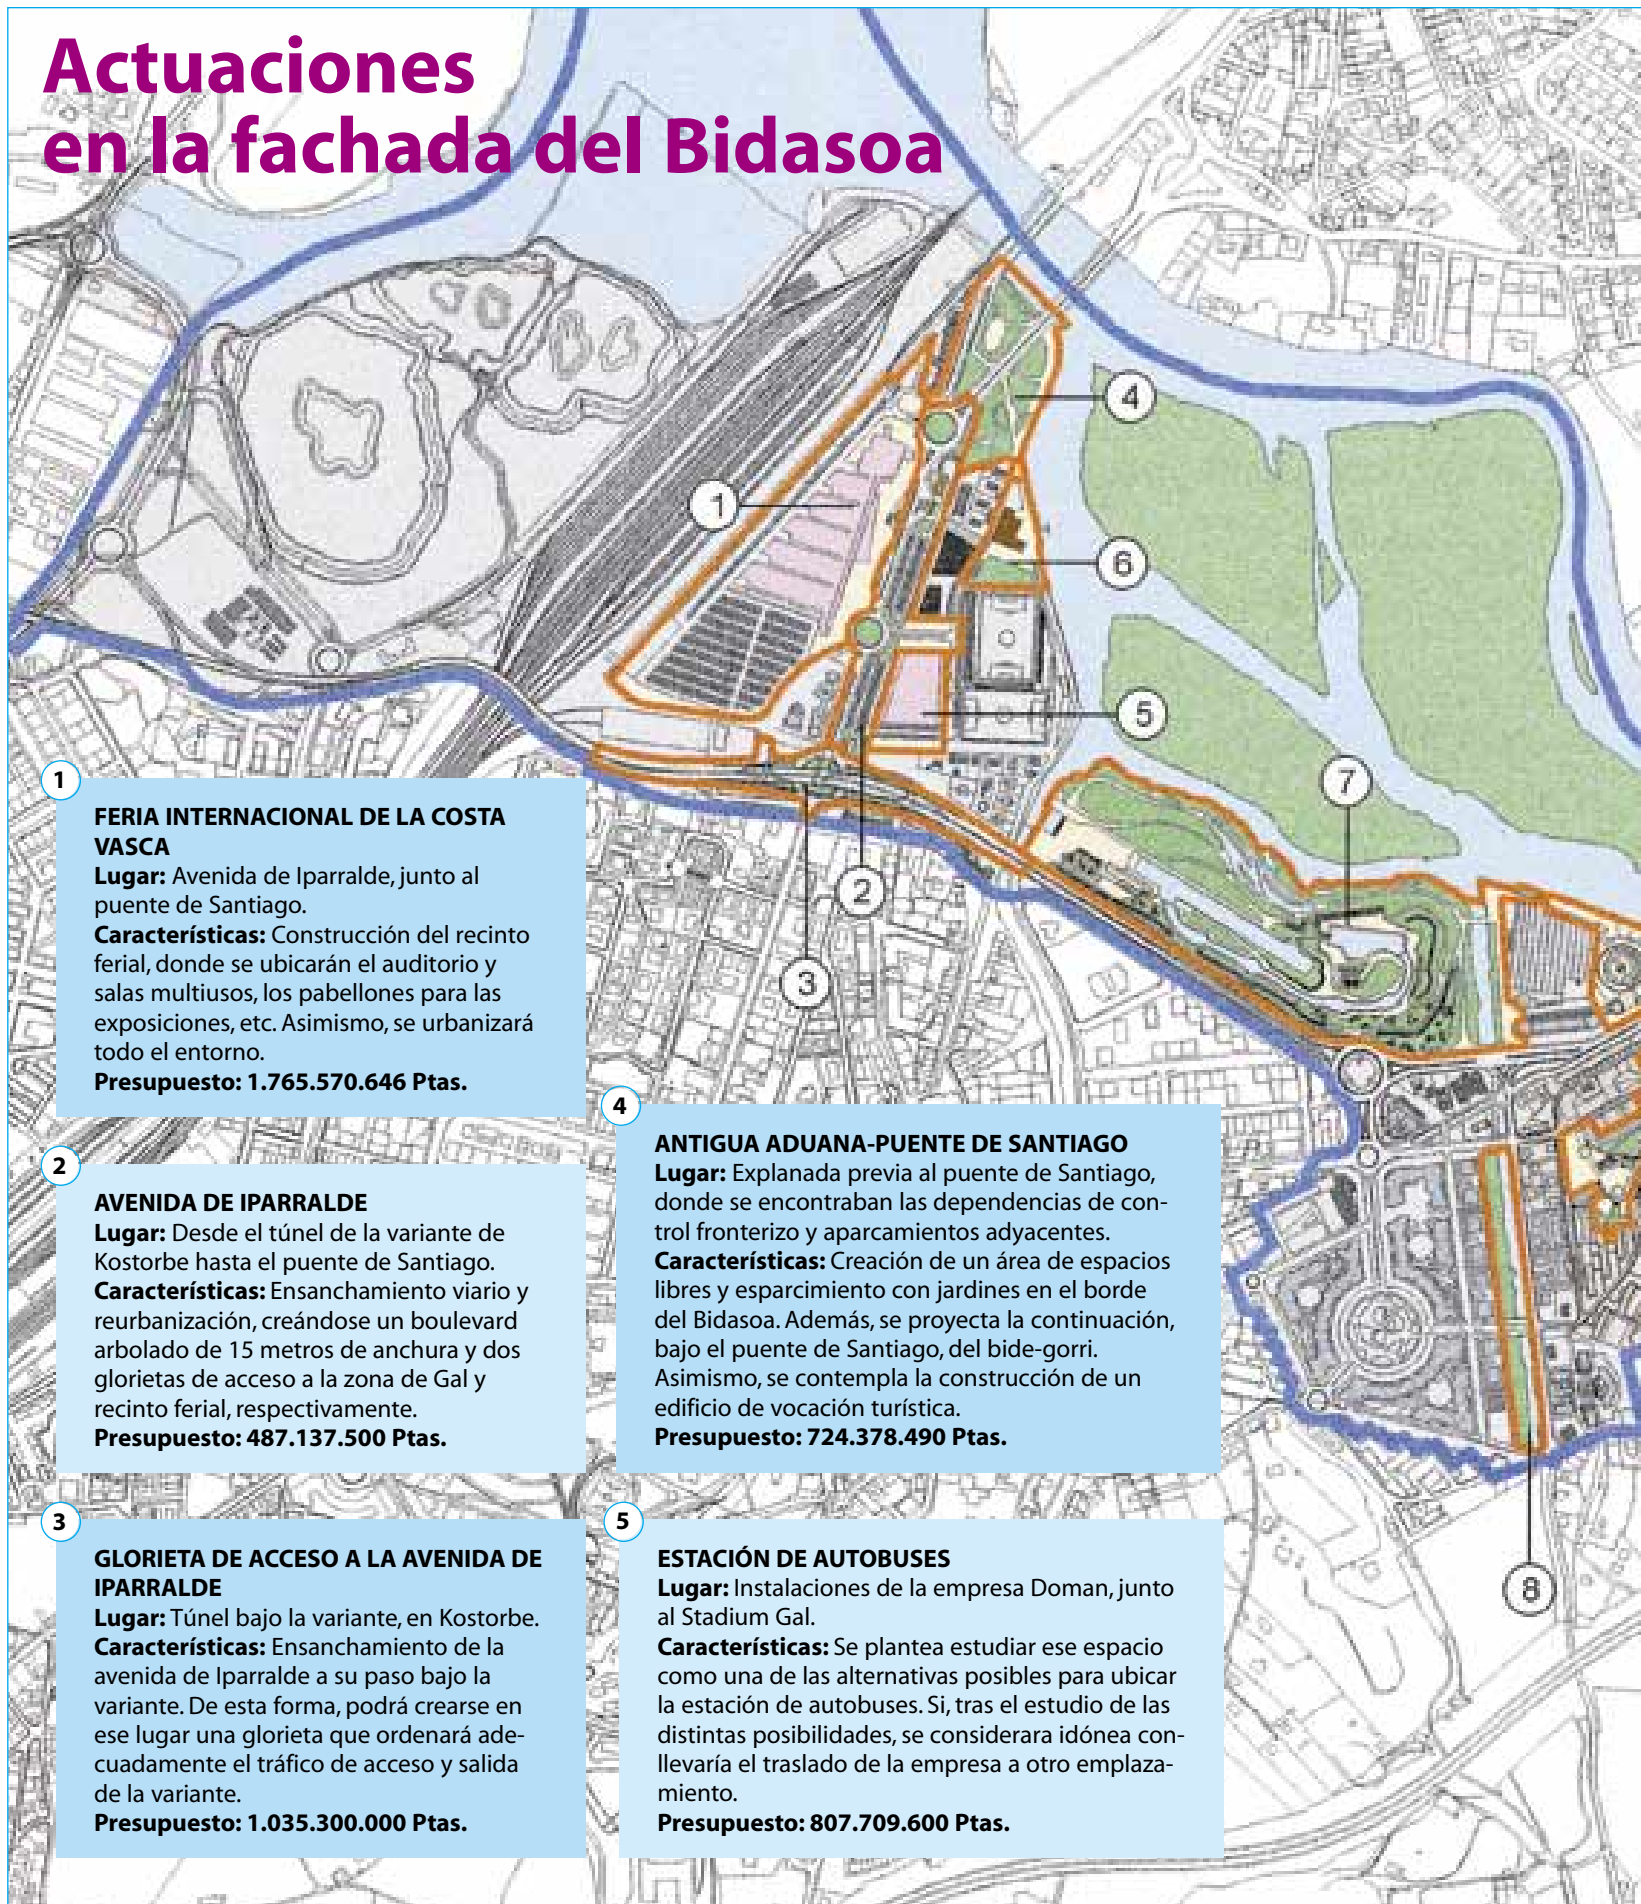 Actuaciones
en la fachada del Bidasoa
4
1
6
5
7
2
3
8
1
FERIA INTERNACIONAL DE LA COSTA
VASCA
Lugar: Avenida de Iparralde, junto al
puente de Santiago.
Características: Construcción del recinto
ferial, donde se ubicarán el auditorio y
salas multiusos, los pabellones para las
exposiciones, etc. Asimismo, se urbanizará
todo el entorno.
Presupuesto: 1.765.570.646 Ptas.
2
AVENIDA DE IPARRALDE
Lugar: Desde el túnel de la variante de
Kostorbe hasta el puente de Santiago.
Características: Ensanchamiento viario y
reurbanización, creándose un boulevard
arbolado de 15 metros de anchura y dos
glorietas de acceso a la zona de Gal y
recinto ferial, respectivamente.
Presupuesto: 487.137.500 Ptas.
3
GLORIETA DE ACCESO A LA AVENIDA DE
IPARRALDE
Lugar: Túnel bajo la variante, en Kostorbe.
Características: Ensanchamiento de la
avenida de Iparralde a su paso bajo la
variante. De esta forma, podrá crearse en
ese lugar una glorieta que ordenará ade-
cuadamente el tráfico de acceso y salida
de la variante.
Presupuesto: 1.035.300.000 Ptas.
4
ANTIGUA ADUANA-PUENTE DE SANTIAGO
Lugar: Explanada previa al puente de Santiago,
donde se encontraban las dependencias de con-
trol fronterizo y aparcamientos adyacentes.
Características: Creación de un área de espacios
libres y esparcimiento con jardines en el borde
del Bidasoa. Además, se proyecta la continuación,
bajo el puente de Santiago, del bide-gorri.
Asimismo, se contempla la construcción de un
edificio de vocación turística.
Presupuesto: 724.378.490 Ptas.
5
ESTACIÓN DE AUTOBUSES
Lugar: Instalaciones de la empresa Doman, junto
al Stadium Gal.
Características: Se plantea estudiar ese espacio
como una de las alternativas posibles para ubicar
la estación de autobuses. Si, tras el estudio de las
distintas posibilidades, se considerara idónea con-
llevaría el traslado de la empresa a otro emplaza-
miento.
Presupuesto: 807.709.600 Ptas.